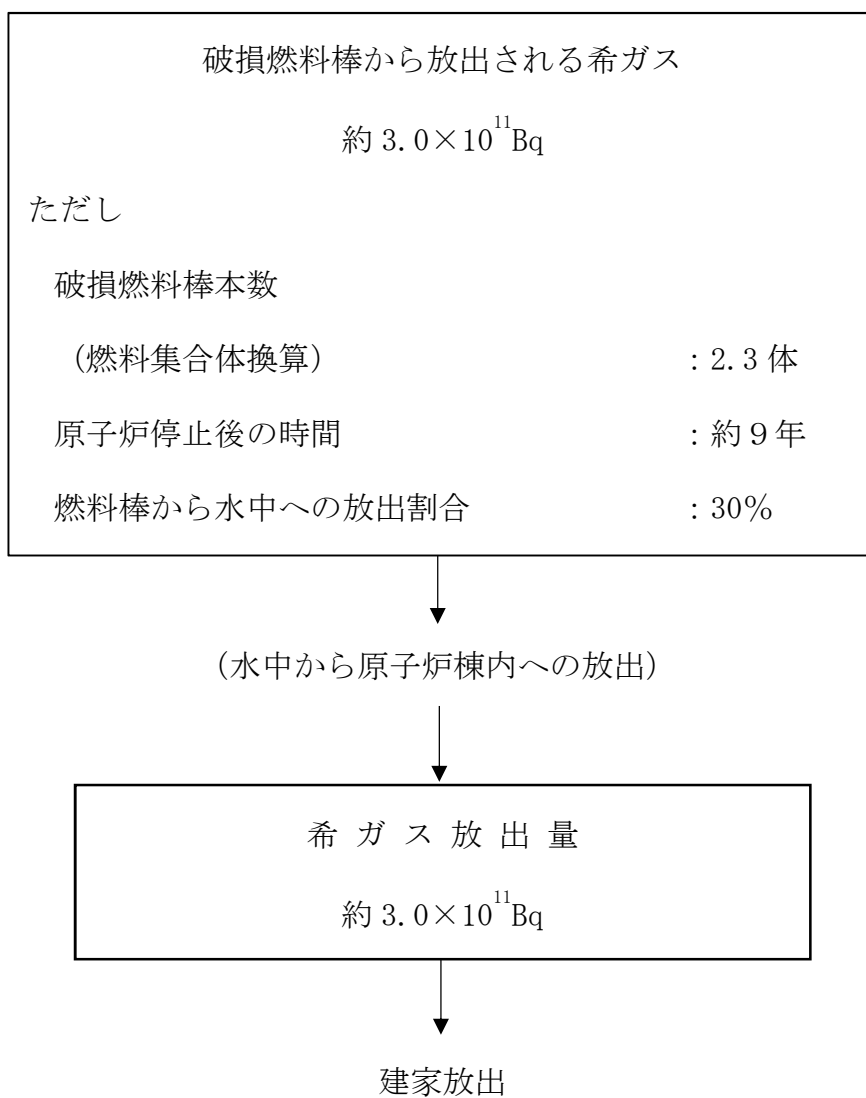 破損燃料棒から放出される希ガス
約 3.0×10¹¹Bq
ただし
破損燃料棒本数
(燃料集合体換算) : 2.3 体
原子炉停止後の時間 : 約９年
燃料棒から水中への放出割合 : 30％
(水中から原子炉棟内への放出)
希 ガ ス 放 出 量
約 3.0×10¹¹Bq
建家放出